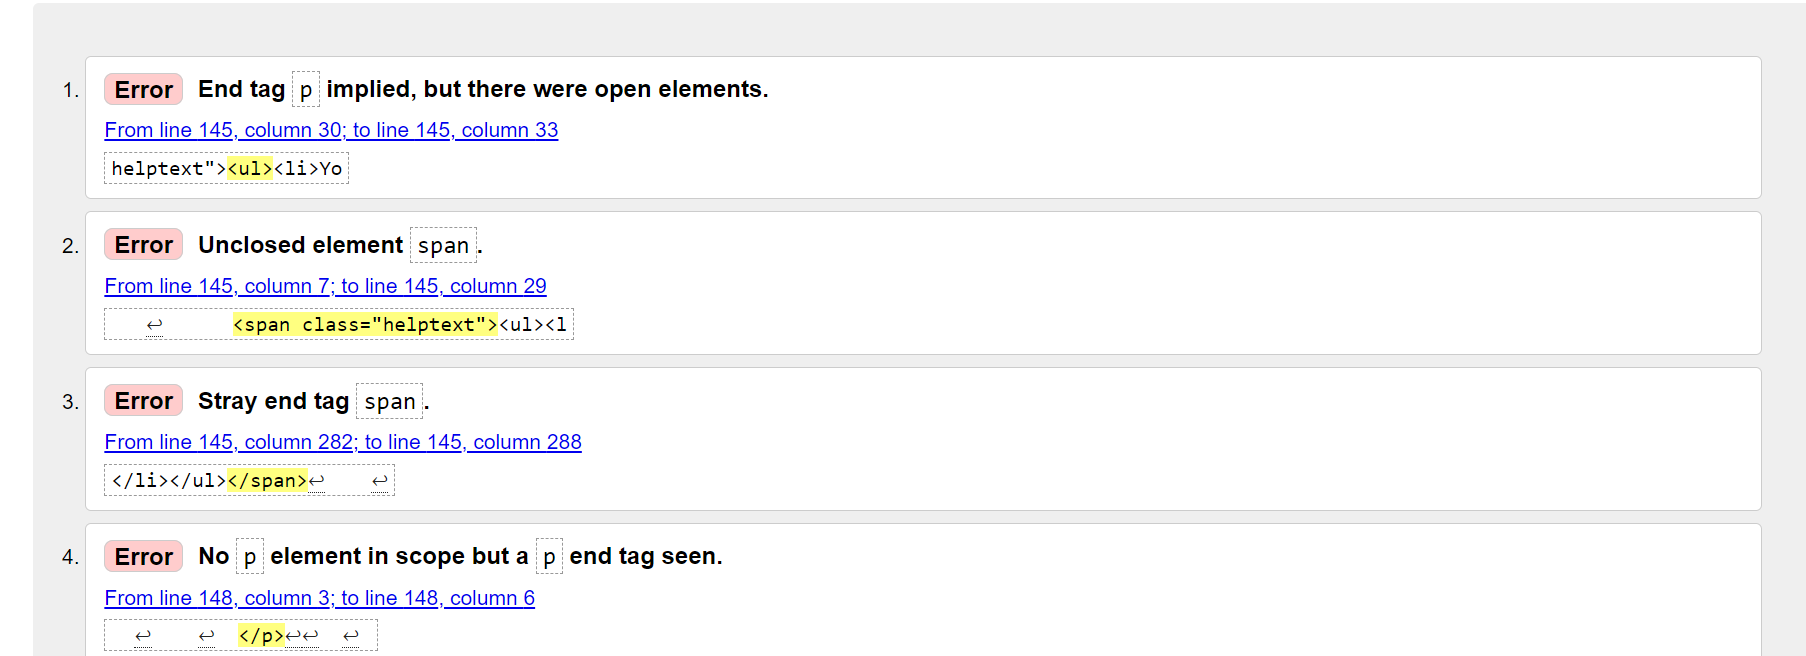 1. Error End tag p implied, but there were open elements.
From line 145, column 30; to line 145, column 33
helptext"><ul><li>Yo
2. Error Unclosed element span.
From line 145, column 7; to line 145, column 29
↩ <span class="helptext"><ul><l
3. Error Stray end tag span.
From line 145, column 282; to line 145, column 288
</li></ul></span>↩ ↩
4. Error No p element in scope but a p end tag seen.
From line 148, column 3; to line 148, column 6
↩ ↩ </p>↩↩ ↩